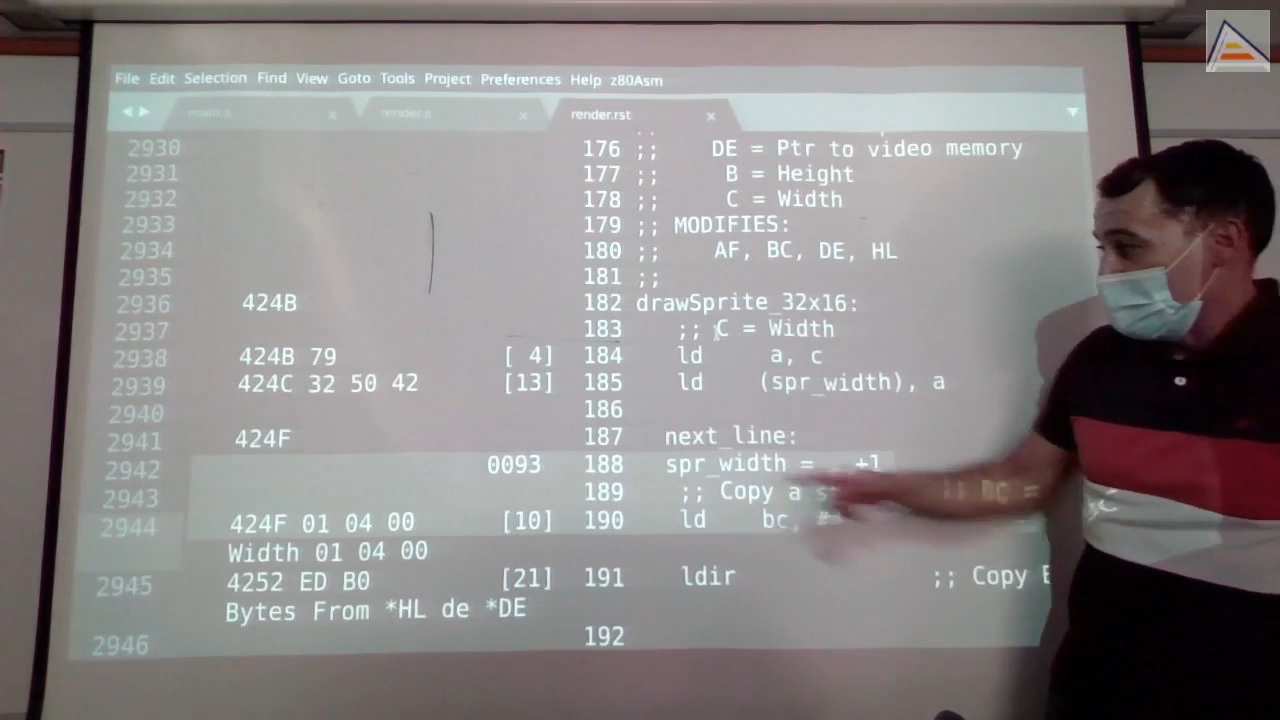 File Edit Selection Find View Goto Tools Project Preferences Help z80Asm
main.c × render.s × render.rst ×
2930 176 ;; DE = Ptr to video memory
2931 177 ;; B = Height
2932 178 ;; C = Width
2933 179 ;; MODIFIES:
2934 180 ;; AF, BC, DE, HL
2935 181 ;;
2936 424B 182 drawSprite_32x16:
2937 183 ;; C = Width
2938 424B 79 [ 4] 184 ld a, c
2939 424C 32 50 42 [13] 185 ld (spr_width), a
2940 186
2941 424F 187 next_line:
2942 0093 188 spr_width = . +1
2943 189 ;; Copy a
2944 424F 01 04 00 [10] 190 ld bc, ;; BC =
Width 01 04 00
2945 4252 ED B0 [21] 191 ldir ;; Copy
Bytes From *HL de *DE
2946 192